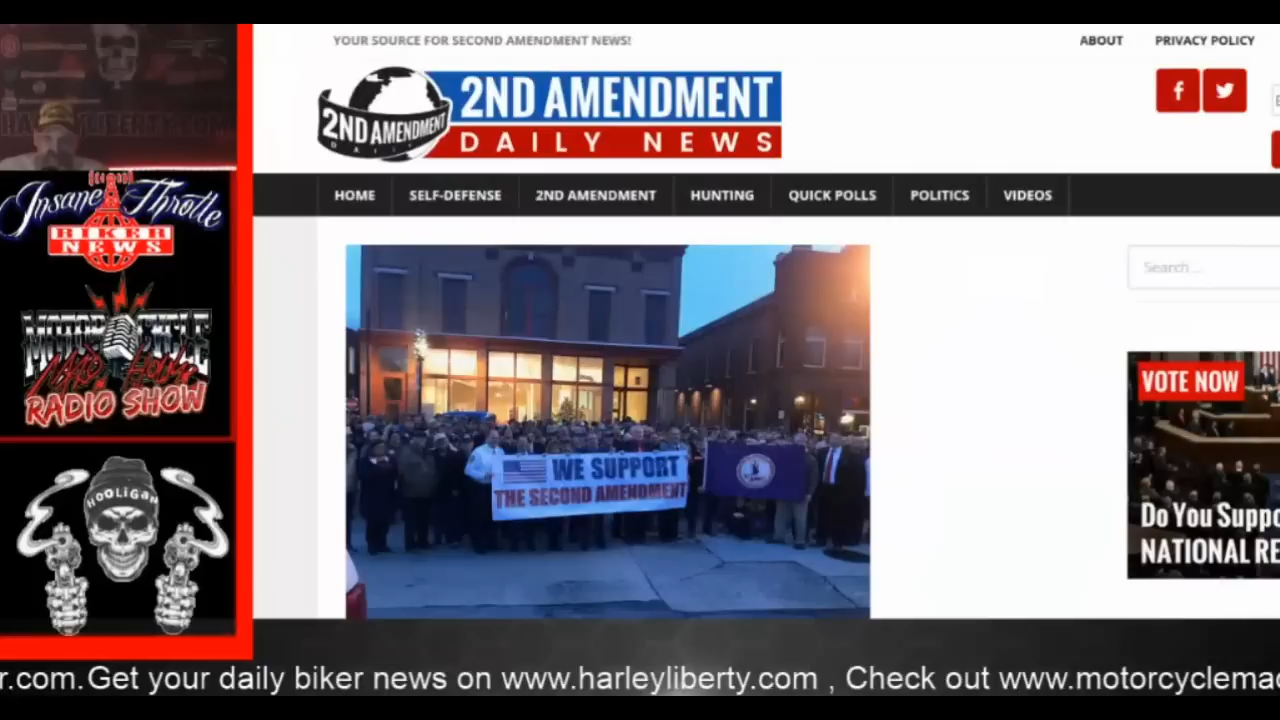 YOUR SOURCE FOR SECOND AMENDMENT NEWS!
ABOUT
PRIVACY POLICY
2ND AMENDMENT
DAILY
2ND AMENDMENT
DAILY NEWS
HOME
SELF-DEFENSE
2ND AMENDMENT
HUNTING
QUICK POLLS
POLITICS
VIDEOS
Search ...
WE SUPPORT
THE SECOND AMENDMENT
VOTE NOW
Do You Suppo
NATIONAL RE
Insane Throttle
BIKER
NEWS
MOTORCYCLE
MADHOUSE
RADIO SHOW
HOOLIGAN
r.com. Get your daily biker news on www.harleyliberty.com , Check out www.motorcyclemad